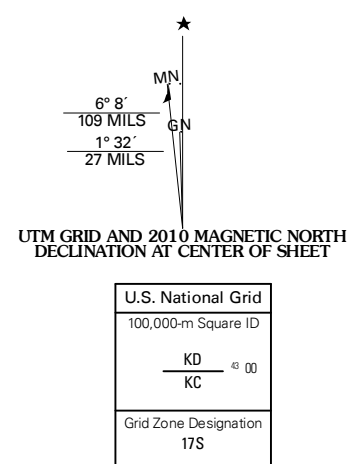 ★
M.N.
6° 8´
109 MILS
GN
1° 32´
27 MILS
UTM GRID AND 2010 MAGNETIC NORTH
DECLINATION AT CENTER OF SHEET
U.S. National Grid
100,000-m Square ID
KD
43 00
KC
Grid Zone Designation
17S